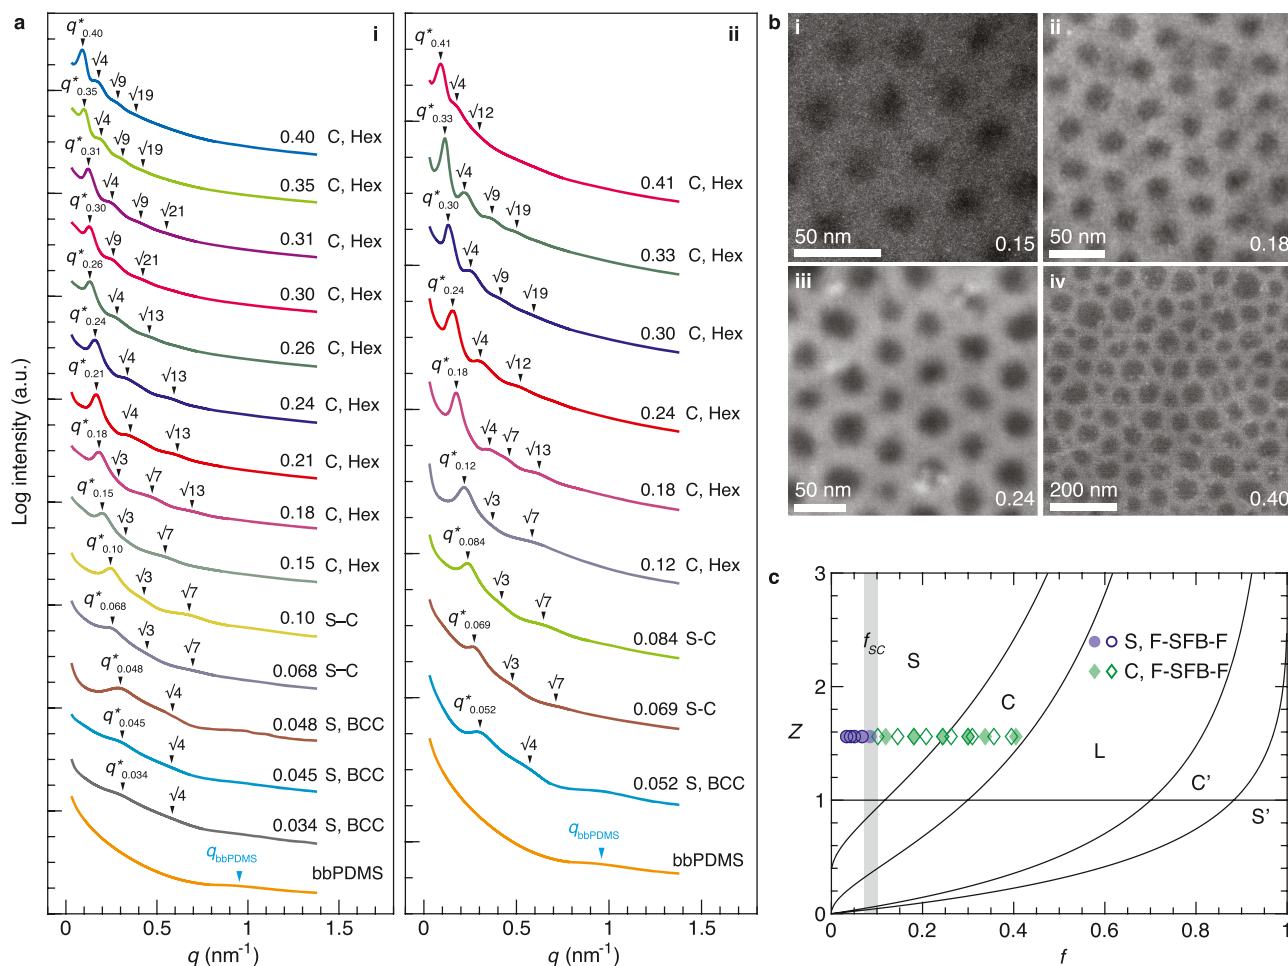 a
i
q*0.40
√4
√9
√19
0.40 C, Hex
q*0.35
√4
√9
√19
0.35 C, Hex
q*0.31
√4
√9
√21
0.31 C, Hex
q*0.30
√9
√21
0.30 C, Hex
q*0.26
√4
√13
0.26 C, Hex
q*0.24
√4
√13
0.24 C, Hex
q*0.21
√4
√13
0.21 C, Hex
q*0.18
√3
√7
√13
0.18 C, Hex
q*0.15
√3
√7
0.15 C, Hex
q*0.10
√3
√7
0.10 S–C
q*0.068
√3
√7
0.068 S–C
q*0.048
√4
0.048 S, BCC
q*0.045
√4
0.045 S, BCC
q*0.034
√4
0.034 S, BCC
qbbPDMS
bbPDMS
Log intensity (a.u.)
0 0.5 1 1.5
q (nm-1)
ii
q*0.41
√4
√12
0.41 C, Hex
q*0.33
√4
√9
√19
0.33 C, Hex
q*0.30
√4
√9
√19
0.30 C, Hex
q*0.24
√4
√12
0.24 C, Hex
q*0.18
√4
√7
√13
0.18 C, Hex
q*0.12
√3
√7
0.12 C, Hex
q*0.084
√3
√7
0.084 S-C
q*0.069
√3
√7
0.069 S-C
q*0.052
√4
0.052 S, BCC
qbbPDMS
bbPDMS
0 0.5 1 1.5
q (nm-1)
b
i
50 nm
0.15
ii
50 nm
0.18
iii
50 nm
0.24
iv
200 nm
0.40
c
3
2
1
0
Z
fSC
S
C
L
C’
S’
S, F-SFB-F
C, F-SFB-F
0 0.2 0.4 0.6 0.8 1
f